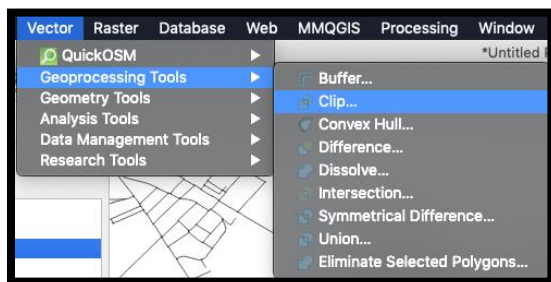 Vector Raster Database Web MMQGIS Processing Window
*Untitled
QuickOSM
Geoprocessing Tools
Geometry Tools
Analysis Tools
Data Management Tools
Research Tools
Buffer...
Clip...
Convex Hull...
Difference...
Dissolve...
Intersection...
Symmetrical Difference...
Union...
Eliminate Selected Polygons...